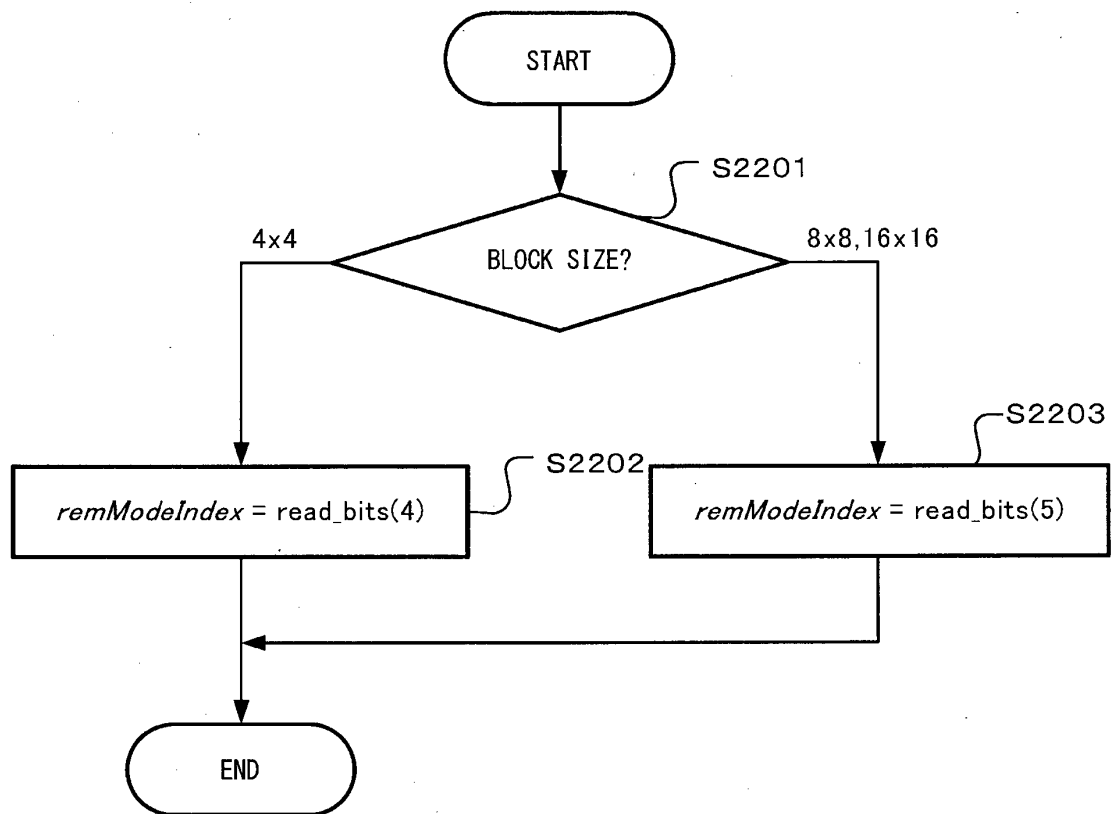 START
S2201
4x4
BLOCK SIZE?
8x8,16x16
S2203
S2202
remModeIndex = read_bits(4)
remModeIndex = read_bits(5)
END